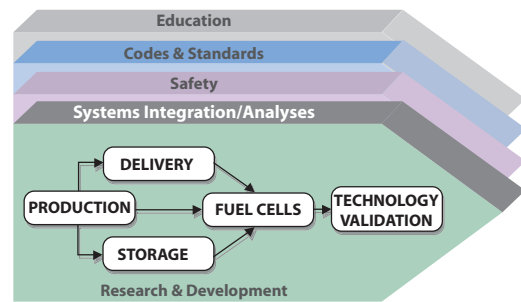 Education
Codes & Standards
Safety
Systems Integration/Analyses
DELIVERY
PRODUCTION
FUEL CELLS
TECHNOLOGY
VALIDATION
STORAGE
Research & Development